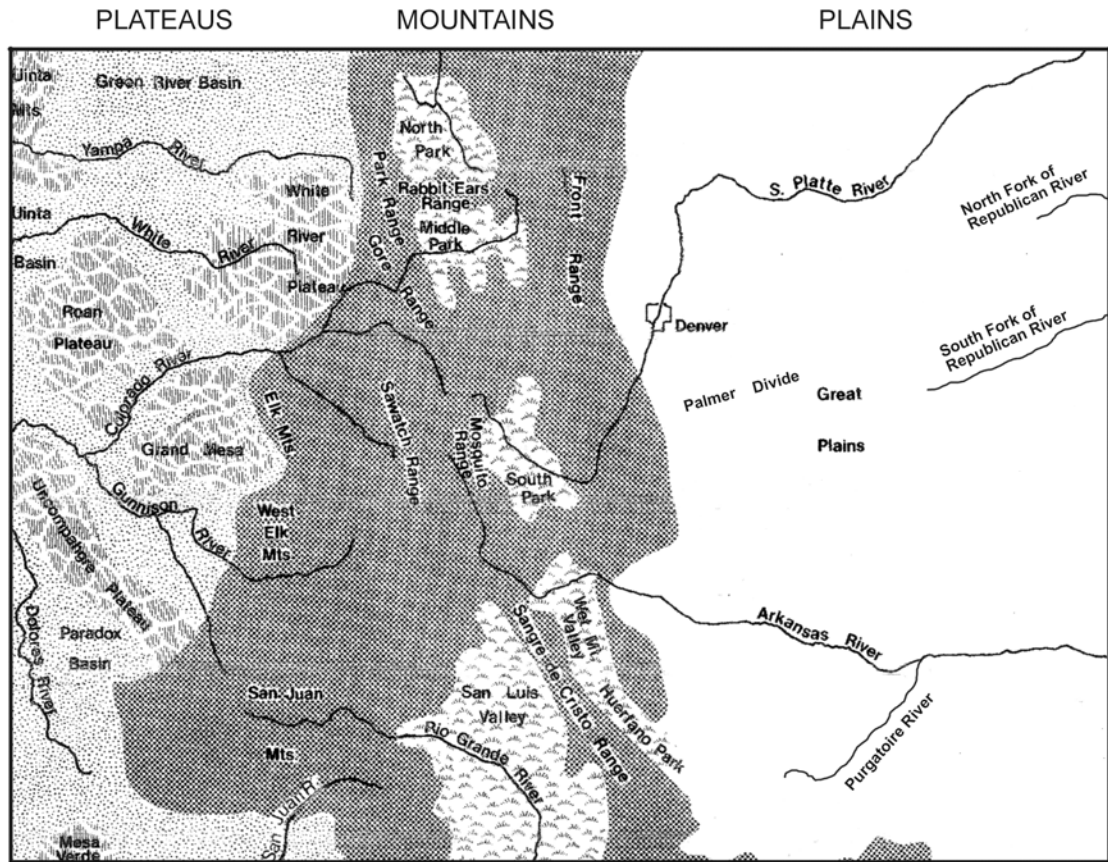 PLATEAUS
MOUNTAINS
PLAINS
Uinta
Mts
Green River Basin
Yampa River
White
River
Plateau
Uinta
Basin
White River
Roan
Plateau
Colorado River
Grand Mesa
Gunnison
River
Uncompahgre Plateau
Dolores River
Paradox
Basin
Mesa
Verde
North
Park
Park Range
Rabbit Ears
Range
Middle
Park
Gore Range
Front Range
Elk Mts.
Sawatch Range
Mosquito
Range
South
Park
West
Elk
Mts.
San Juan
Mts.
San Juan R.
San Luis
Valley
Rio Grande River
Sangre de Cristo Range
Wet Mt.
Valley
Huerfano Park
S. Platte River
North Fork of
Republican River
South Fork of
Republican River
Denver
Palmer Divide
Great
Plains
Arkansas River
Purgatoire River